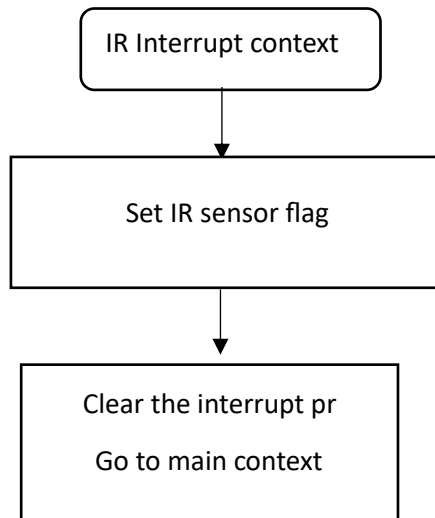 IR Interrupt context
Set IR sensor flag
Clear the interrupt pr
Go to main context